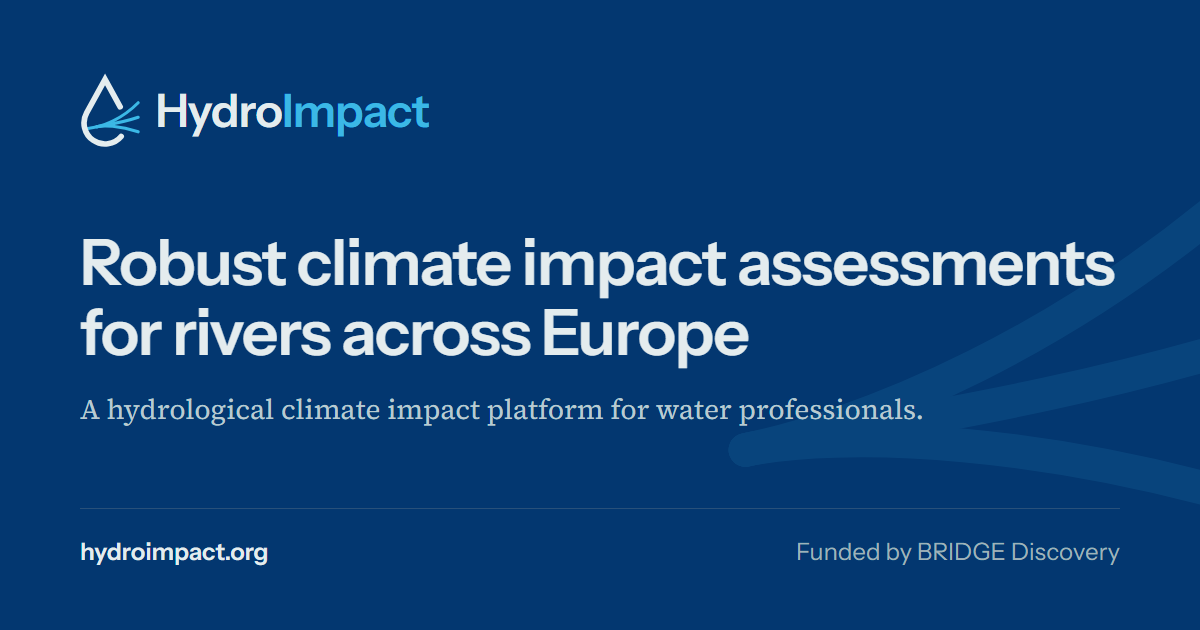 HydroImpact
Robust climate impact assessments
for rivers across Europe
A hydrological climate impact platform for water professionals.
hydroimpact.org
Funded by BRIDGE Discovery